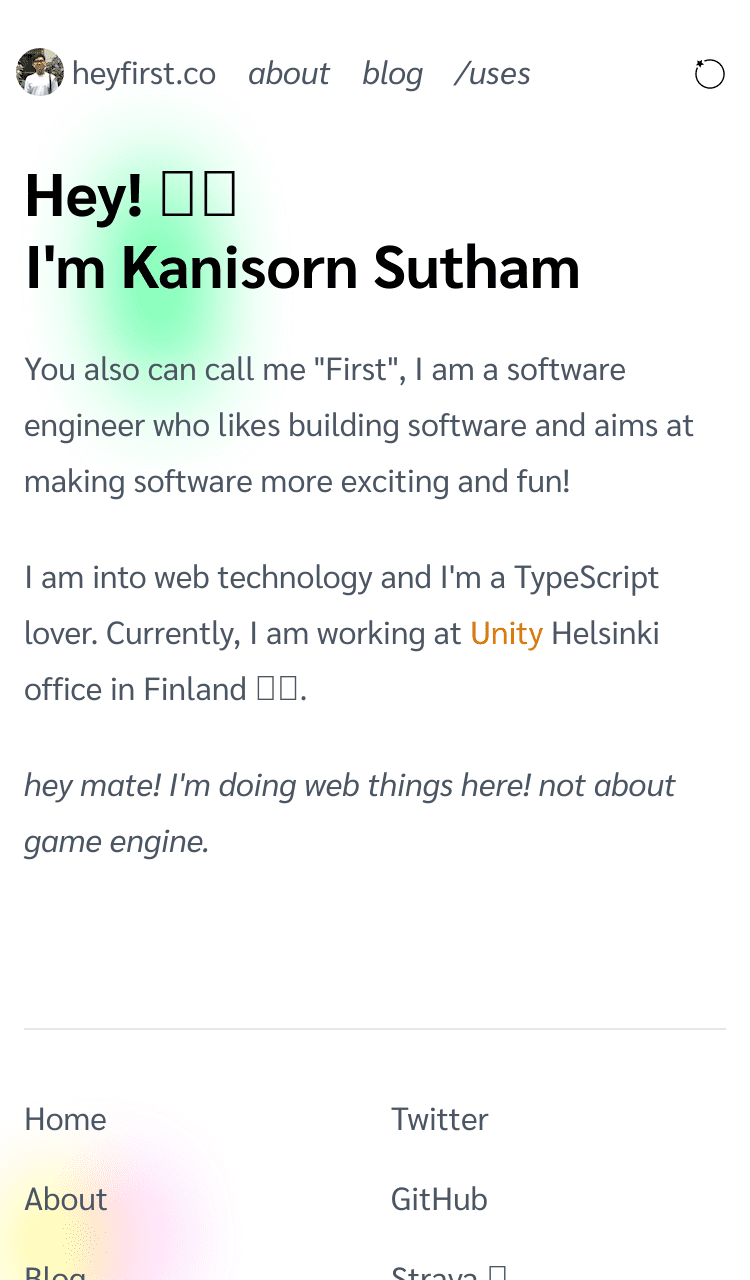 heyfirst.co about blog /uses
Hey!
I'm Kanisorn Sutham
You also can call me "First", I am a software
engineer who likes building software and aims at
making software more exciting and fun!
I am into web technology and I'm a TypeScript
lover. Currently, I am working at Unity Helsinki
office in Finland .
hey mate! I'm doing web things here! not about
game engine.
Home
Twitter
About
GitHub
Blog
Strava